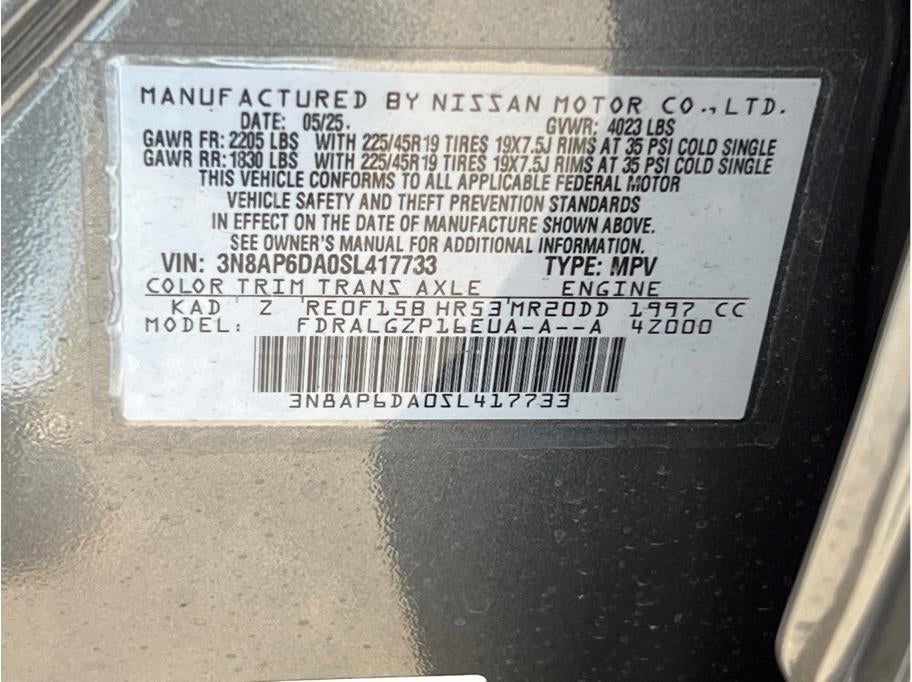 MANUFACTURED BY NISSAN MOTOR CO., LTD.
DATE: 05/25. GVWR: 4023 LBS
GAWR FR: 2205 LBS WITH 225/45R19 TIRES 19X7.5J RIMS AT 35 PSI COLD SINGLE
GAWR RR: 1830 LBS WITH 225/45R19 TIRES 19X7.5J RIMS AT 35 PSI COLD SINGLE
THIS VEHICLE CONFORMS TO ALL APPLICABLE FEDERAL MOTOR
VEHICLE SAFETY AND THEFT PREVENTION STANDARDS
IN EFFECT ON THE DATE OF MANUFACTURE SHOWN ABOVE.
SEE OWNER'S MANUAL FOR ADDITIONAL INFORMATION.
VIN: 3N8AP6DA0SL417733 TYPE: MPV
COLOR TRIM TRANS AXLE ENGINE
KAD Z RE0F15B HR53 MR20DD 1997 CC
MODEL: FDRALGZP16EUA-A--A 4Z000
3N8AP6DA0SL417733